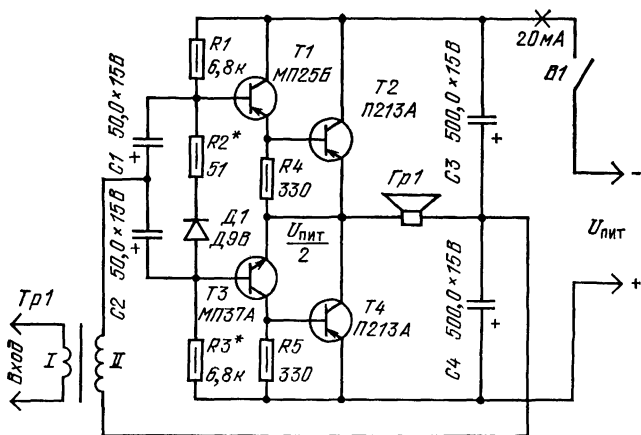 R1
6,8к
T1
МП25Б
20мА
В1
T2
П213А
C1 50,0×15В
R2*
51
R4
330
Гр1
C3 500,0×15В
-
Uпит
+
Д1
Д9В
Uпит
2
C2 50,0×15В
T3
МП37А
T4
П213А
C4 500,0×15В
Тр1
Вход
I
II
R3*
6,8к
R5
330
+
+
+
+